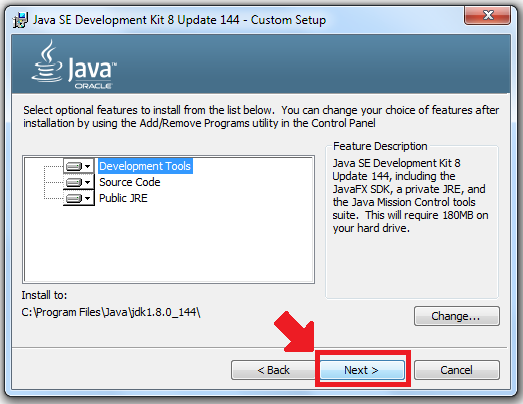 Java SE Development Kit 8 Update 144 - Custom Setup
Java™
ORACLE
Select optional features to install from the list below.  You can change your choice of features after
installation by using the Add/Remove Programs utility in the Control Panel
Development Tools
Source Code
Public JRE
Feature Description
Java SE Development Kit 8
Update 144, including the
JavaFX SDK, a private JRE, and
the Java Mission Control tools
suite.  This will require 180MB on
your hard drive.
Install to:
C:\Program Files\Java\jdk1.8.0_144\
Change...
< Back
Next >
Cancel